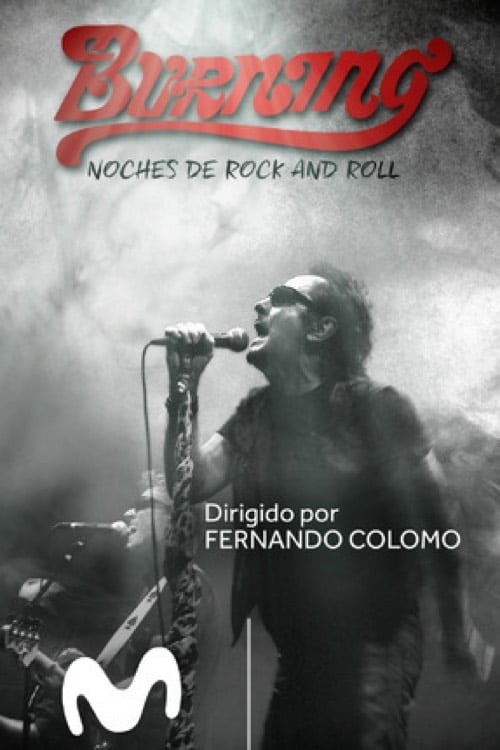 BURNING
NOCHES DE ROCK AND ROLL
Dirigido por
FERNANDO COLOMO
M